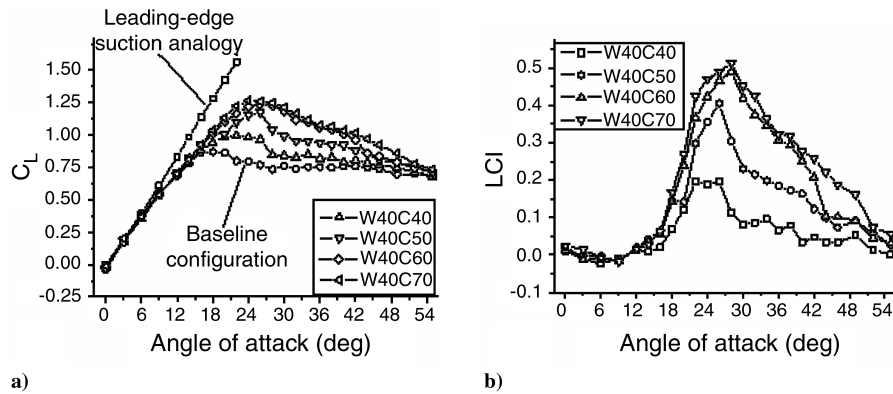 Leading-edge
suction analogy
1.50
1.25
1.00
0.75
0.50
0.25
0.00
-0.25
C_L
Baseline
configuration
W40C40
W40C50
W40C60
W40C70
0 6 12 18 24 30 36 42 48 54
Angle of attack (deg)
a)
W40C40
W40C50
W40C60
W40C70
0.5
0.4
0.3
0.2
0.1
0.0
-0.1
LCI
0 6 12 18 24 30 36 42 48 54
Angle of attack (deg)
b)